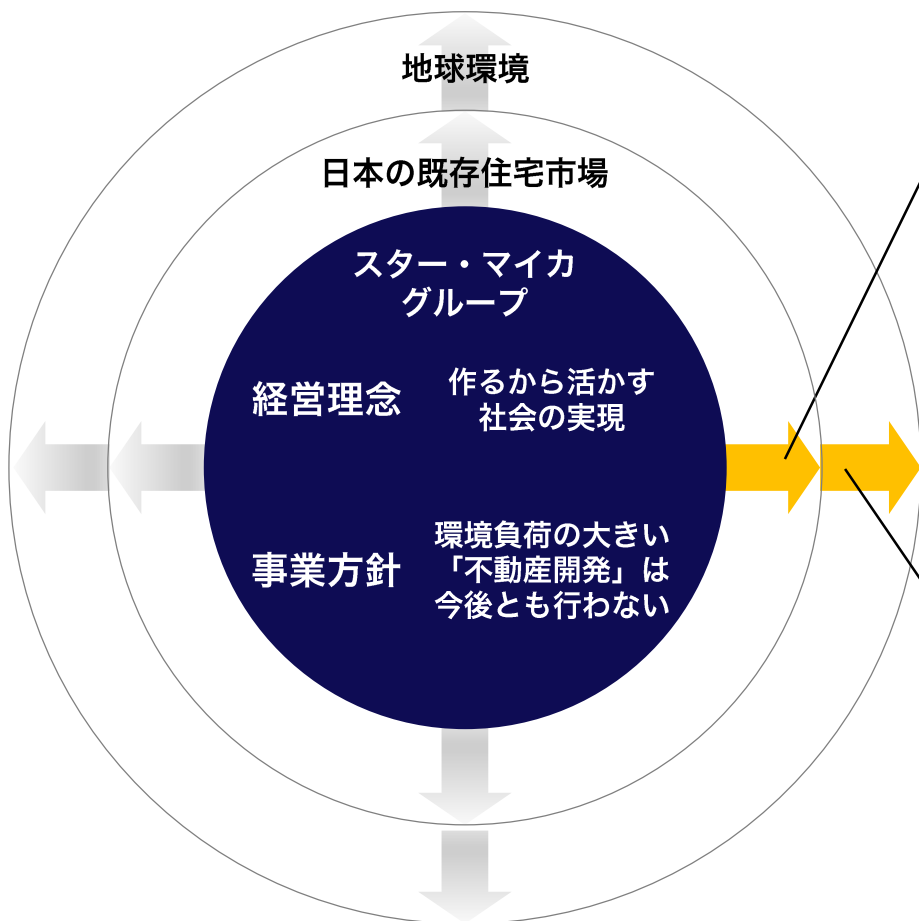 地球環境
日本の既存住宅市場
スター・マイカ
グループ
経営理念
作るから活かす
社会の実現
事業方針
環境負荷の大きい
「不動産開発」は
今後とも行わない